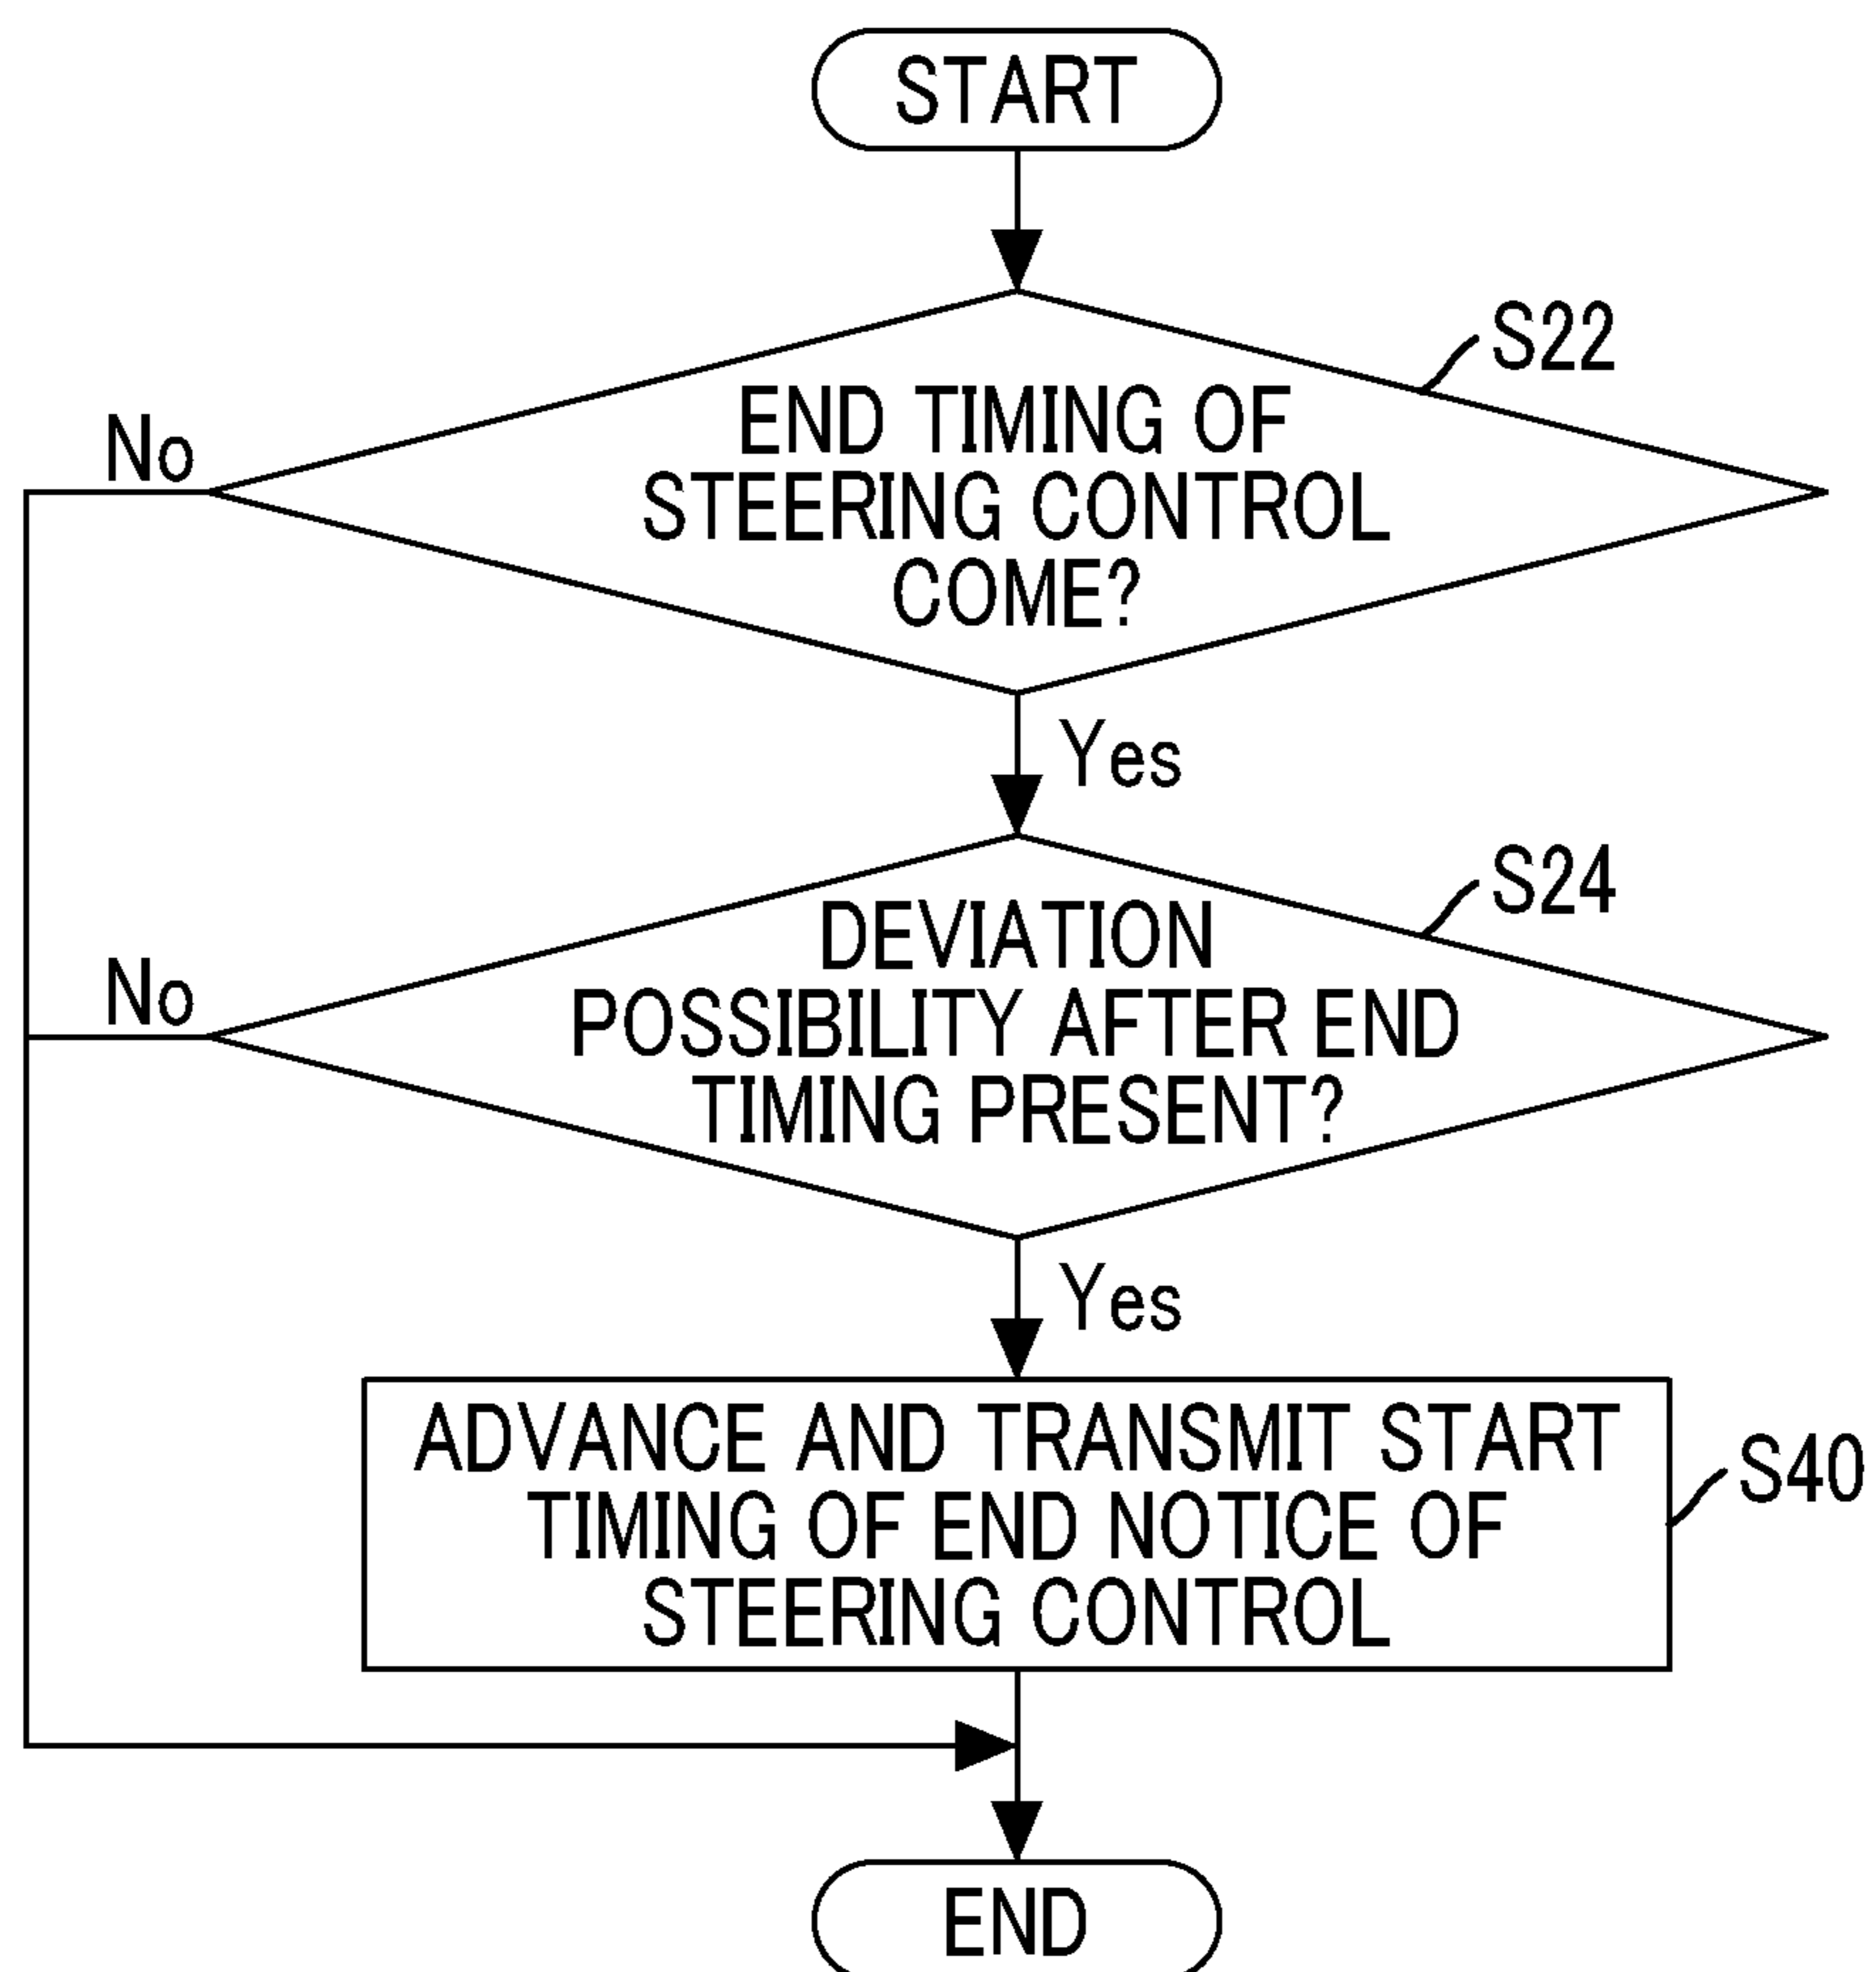 START
S22
END TIMING OF
STEERING CONTROL
COME?
No
Yes
S24
DEVIATION
POSSIBILITY AFTER END
TIMING PRESENT?
No
Yes
ADVANCE AND TRANSMIT START
TIMING OF END NOTICE OF
STEERING CONTROL
S40
END